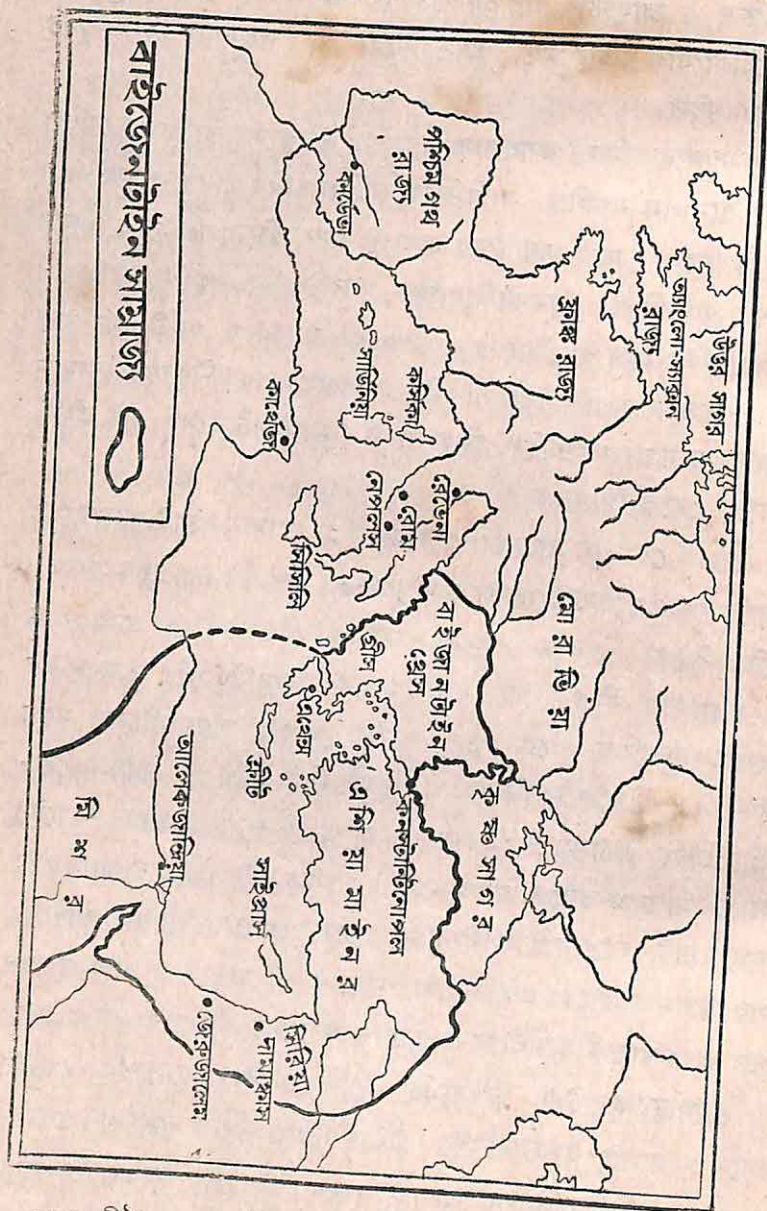 বাইজেনটাইন সাম্রাজ্য
উত্তর সাগর
অ্যাংলো-স্যাক্সন
রাজ্য
ফ্রাঙ্ক রাজ্য
মোরাভিয়া
পশ্চিম গথ
রাজ্য
কর্ডোভা
কর্সিকা
সার্ডিনিয়া
রেভেনা
রোম
নেপলস
সিসিলি
কার্থেজ
বাইজানটাইন
থ্রেস
গ্রীস
এথেন্স
ক্রীট
কৃষ্ণ সাগর
কনস্টান্টিনোপল
এশিয়া মাইনর
সাইপ্রাস
সিরিয়া
দামাস্কাস
জেরুজালেম
আলেকজান্দ্রিয়া
মিশর